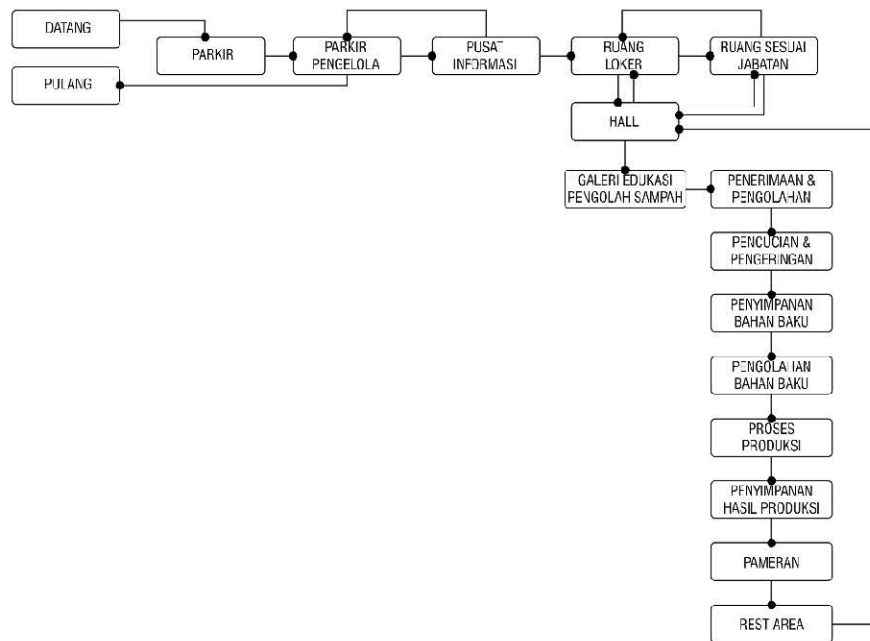 DATANG
PARKIR
PARKIR
PENGELOLA
PUSAT
INFORMASI
RUANG
LOKER
RUANG SESUAI
JABATAN
PULANG
HALL
GALERI EDUKASI
PENGOLAH SAMPAH
PENERIMAAN &
PENGOLAHAN
PENCUCIAN &
PENGERINGAN
PENYIMPANAN
BAHAN BAKU
PENGOLAHAN
BAHAN BAKU
PROSES
PRODUKSI
PENYIMPANAN
HASIL PRODUKSI
PAMERAN
REST AREA